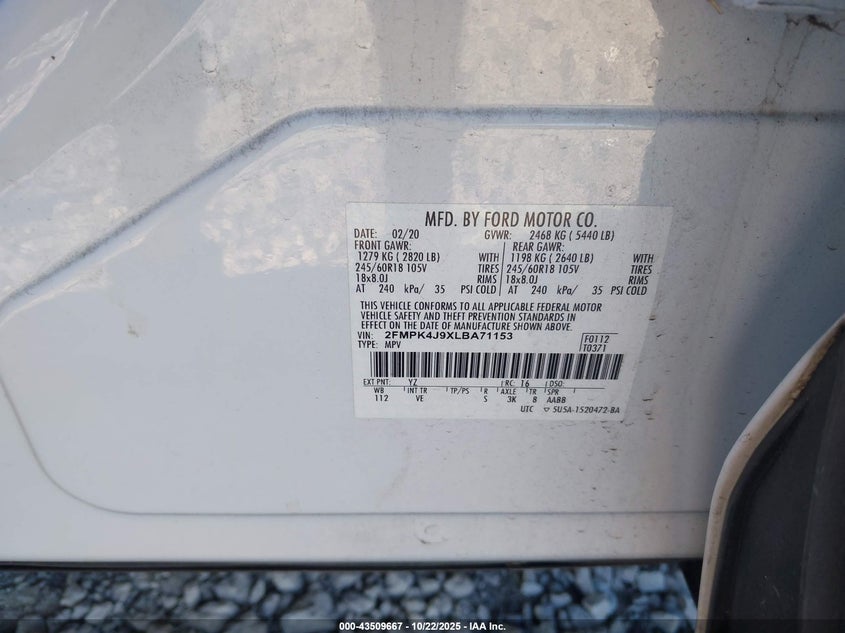 MFD. BY FORD MOTOR CO.
DATE: 02/20 GVWR: 2468 KG ( 5440 LB)
FRONT GAWR: REAR GAWR:
1279 KG ( 2820 LB) WITH 1198 KG ( 2640 LB) WITH
245/60R18 105V TIRES 245/60R18 105V TIRES
18x8.0J RIMS 18x8.0J RIMS
AT 240 kPa/ 35 PSI COLD AT 240 kPa/ 35 PSI COLD
THIS VEHICLE CONFORMS TO ALL APPLICABLE FEDERAL MOTOR
VEHICLE SAFETY AND THEFT PREVENTION STANDARDS IN
EFFECT ON THE DATE OF MANUFACTURE SHOWN ABOVE.
VIN: 2FMPK4J9XLBA71153 F0112
TYPE: MPV T0371
EXT PNT: YZ RC: 16 DSO:
WB INT TR TP/PS R AXLE TR SPR
112 VE S 3K 8 AABB
UTC ▽ 5U5A-1520472-BA
000-43509667 - 10/22/2025 - IAA Inc.